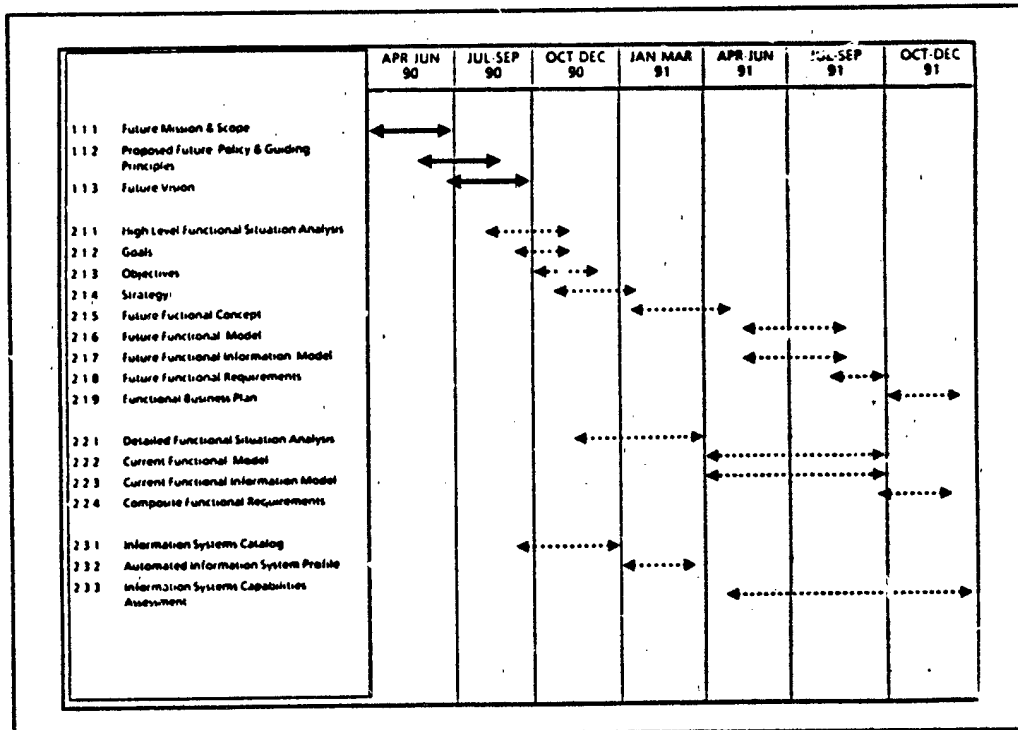 APR JUN 90
JUL-SEP 90
OCT DEC 90
JAN MAR 91
APR-JUN 91
JUL-SEP 91
OCT-DEC 91
1 1 1 Future Mission & Scope
1 1 2 Proposed Future Policy & Guiding
Principles
1 1 3 Future Vision
2 1 1 High Level Functional Situation Analysis
2 1 2 Goals
2 1 3 Objectives
2 1 4 Strategy
2 1 5 Future Fuctional Concept
2 1 6 Future Functional Model
2 1 7 Future Functional Information Model
2 1 8 Future Functional Requirements
2 1 9 Functional Business Plan
2 2 1 Detailed Functional Situation Analysis
2 2 2 Current Functional Model
2 2 3 Current Functional Information Model
2 2 4 Composite Functional Requirements
2 3 1 Information Systems Catalog
2 3 2 Automated Information System Profile
2 3 3 Information Systems Capabilities
Assessment